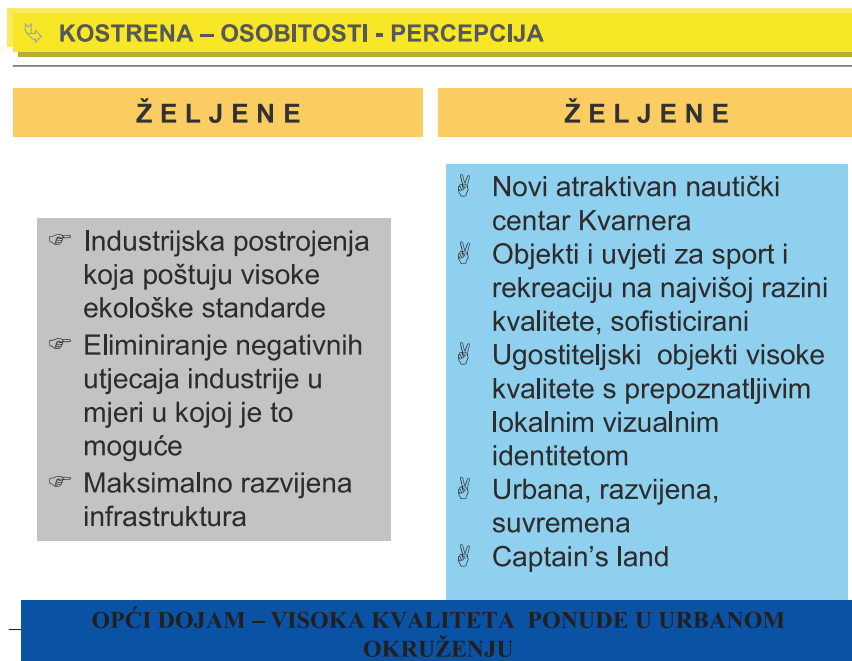 KOSTRENA – OSOBITOSTI - PERCEPCIJA
ŽELJENE
ŽELJENE
Industrijska postrojenja
koja poštuju visoke
ekološke standarde
Eliminiranje negativnih
utjecaja industrije u
mjeri u kojoj je to
moguće
Maksimalno razvijena
infrastruktura
Novi atraktivan nautički
centar Kvarnera
Objekti i uvjeti za sport i
rekreaciju na najvišoj razini
kvalitete, sofisticirani
Ugostiteljski objekti visoke
kvalitete s prepoznatljivim
lokalnim vizualnim
identitetom
Urbana, razvijena,
suvremena
Captain's land
OPĆI DOJAM – VISOKA KVALITETA PONUDE U URBANOM
OKRUŽENJU